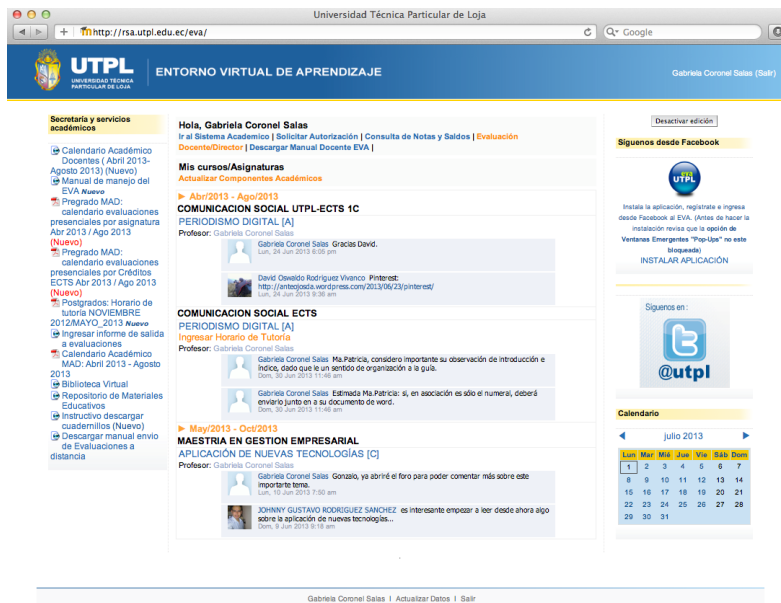 Universidad Técnica Particular de Loja
http://rsa.utpl.edu.ec/eva/
Google
UTPL
UNIVERSIDAD TÉCNICA
PARTICULAR DE LOJA
ENTORNO VIRTUAL DE APRENDIZAJE
Gabriela Coronel Salas (Salir)
Secretaría y servicios
académicos
Calendario Académico
Docentes ( Abril 2013-
Agosto 2013) (Nuevo)
Manual de manejo del
EVA Nuevo
Pregrado MAD:
calendario evaluaciones
presenciales por asignatura
Abr 2013 / Ago 2013
(Nuevo)
Pregrado MAD:
calendario evaluaciones
presenciales por Créditos
ECTS Abr 2013 / Ago 2013
(Nuevo)
Postgrados: Horario de
tutoría NOVIEMBRE
2012/MAYO_2013 Nuevo
Ingresar informe de salida
a evaluaciones
Calendario Académico
MAD: Abril 2013 - Agosto
2013
Biblioteca Virtual
Repositorio de Materiales
Educativos
Instructivo descargar
cuadernillos (Nuevo)
Descargar manual envio
de Evaluaciones a
distancia
Hola, Gabriela Coronel Salas
Ir al Sistema Academico | Solicitar Autorización | Consulta de Notas y Saldos | Evaluación
Docente/Director | Descargar Manual Docente EVA |
Mis cursos/Asignaturas
Actualizar Componentes Académicos
Abr/2013 - Ago/2013
COMUNICACION SOCIAL UTPL-ECTS 1C
PERIODISMO DIGITAL [A]
Profesor: Gabriela Coronel Salas
Gabriela Coronel Salas Gracias David.
Lun, 24 Jun 2013 6:05 pm
David Oswaldo Rodriguez Vivanco Pinterest:
http://anteojosda.wordpress.com/2013/06/23/pinterest/
Lun, 24 Jun 2013 9:36 am
COMUNICACION SOCIAL ECTS
PERIODISMO DIGITAL [A]
Ingresar Horario de Tutoría
Profesor: Gabriela Coronel Salas
Gabriela Coronel Salas Ma.Patricia, considero importante su observación de introducción e
índice, dado que le un sentido de organización a la guía.
Dom, 30 Jun 2013 11:46 am
Gabriela Coronel Salas Estimada Ma.Patricia: si, en asociación es sólo el numeral, deberá
enviarlo junto en a su documento de word.
Dom, 30 Jun 2013 11:46 am
May/2013 - Oct/2013
MAESTRIA EN GESTION EMPRESARIAL
APLICACIÓN DE NUEVAS TECNOLOGÍAS [C]
Profesor: Gabriela Coronel Salas
Gabriela Coronel Salas Gonzalo, ya abriré el foro para poder comentar más sobre este
importante tema.
Lun, 10 Jun 2013 7:50 am
JOHNNY GUSTAVO RODRIGUEZ SANCHEZ es interesante empezar a leer desde ahora algo
sobre la aplicación de nuevas tecnologías...
Dom, 9 Jun 2013 9:18 am
Desactivar edición
Síguenos desde Facebook
eva
UTPL
Instala la aplicación, regístrate e ingresa
desde Facebook al EVA. (Antes de hacer la
instalación revisa que la opción de
Ventanas Emergentes "Pop-Ups" no este
bloqueada)
INSTALAR APLICACIÓN
Síguenos en :
@utpl
Calendario
julio 2013
Lun Mar Mié Jue Vie Sáb Dom
1 2 3 4 5 6 7
8 9 10 11 12 13 14
15 16 17 18 19 20 21
22 23 24 25 26 27 28
29 30 31
Gabriela Coronel Salas | Actualizar Datos | Salir